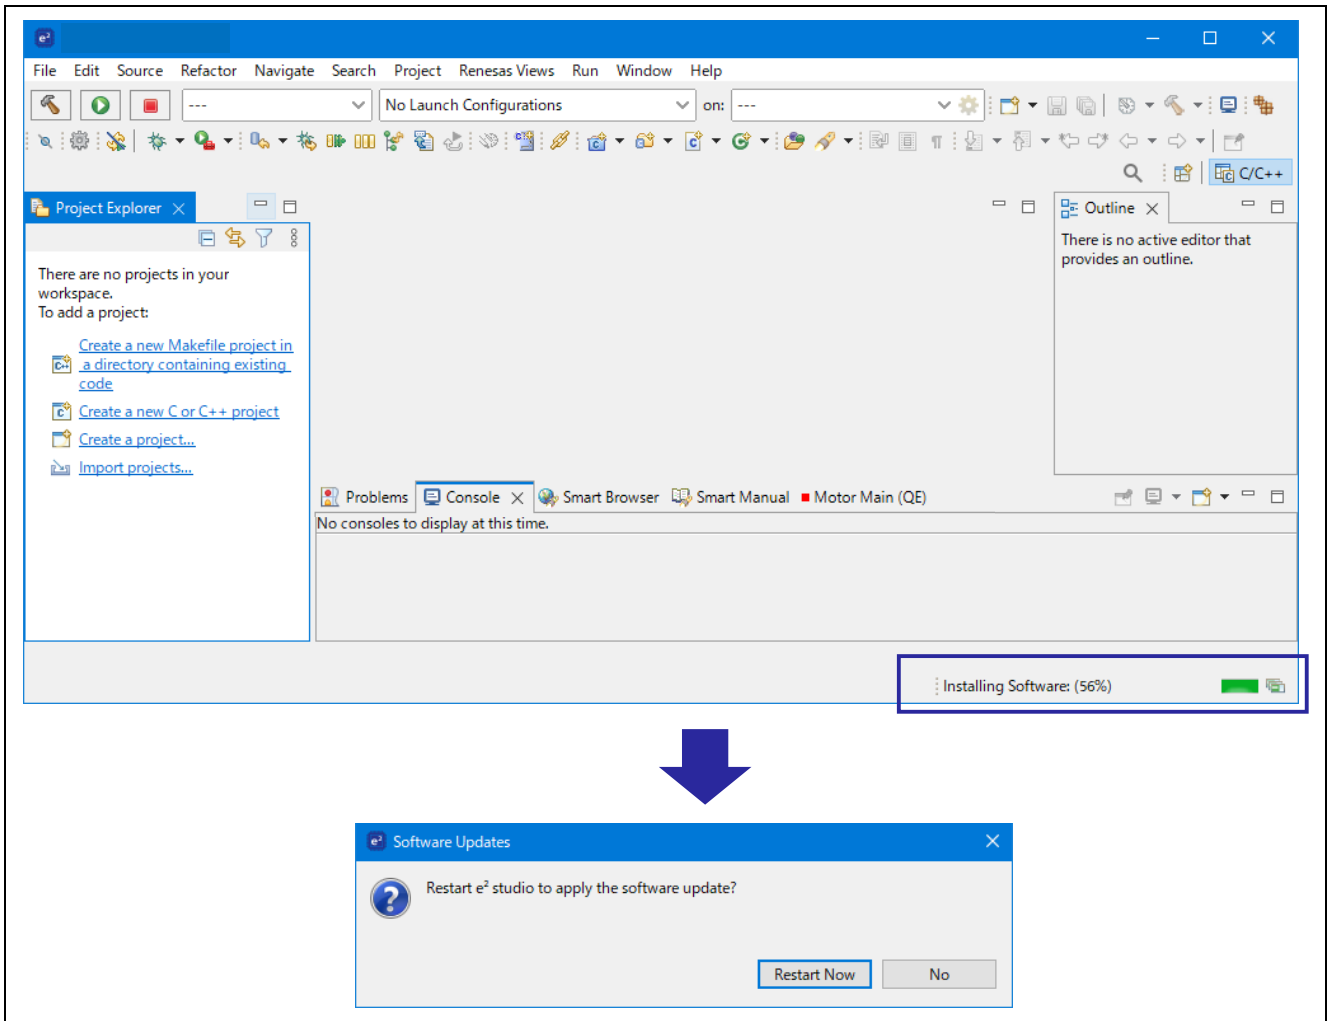 e²
File Edit Source Refactor Navigate Search Project Renesas Views Run Window Help
--- No Launch Configurations on: ---
C/C++
Project Explorer
Outline
There is no active editor that
provides an outline.
There are no projects in your
workspace.
To add a project:
Create a new Makefile project in
a directory containing existing
code
Create a new C or C++ project
Create a project...
Import projects...
Problems Console Smart Browser Smart Manual Motor Main (QE)
No consoles to display at this time.
Installing Software: (56%)
e² Software Updates
Restart e² studio to apply the software update?
Restart Now No